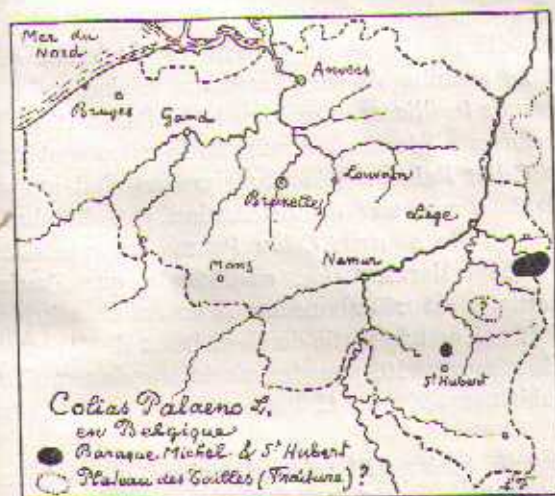 Mer du
Nord
Anvers
Bruges
Gand
Louvain
Bruxelles
Liège
Mons
Namur
?
St Hubert
Colias Palaeno L.
en Belgique
Baraque Michel & St Hubert
Plateau des Tailles (Fraiture) ?